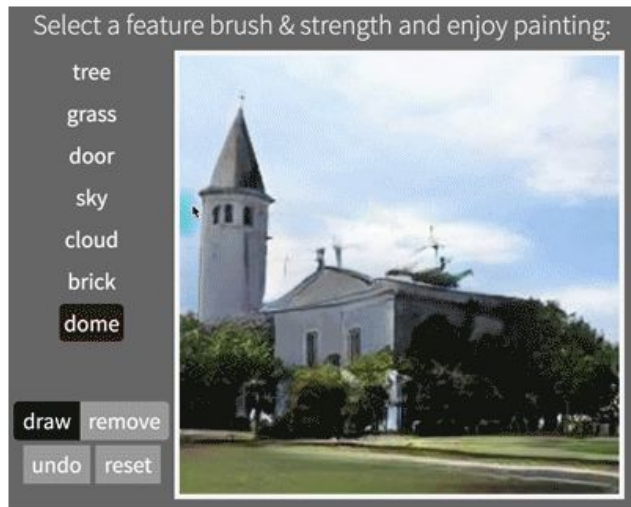 Select a feature brush & strength and enjoy painting:
tree
grass
door
sky
cloud
brick
dome
draw remove
undo reset